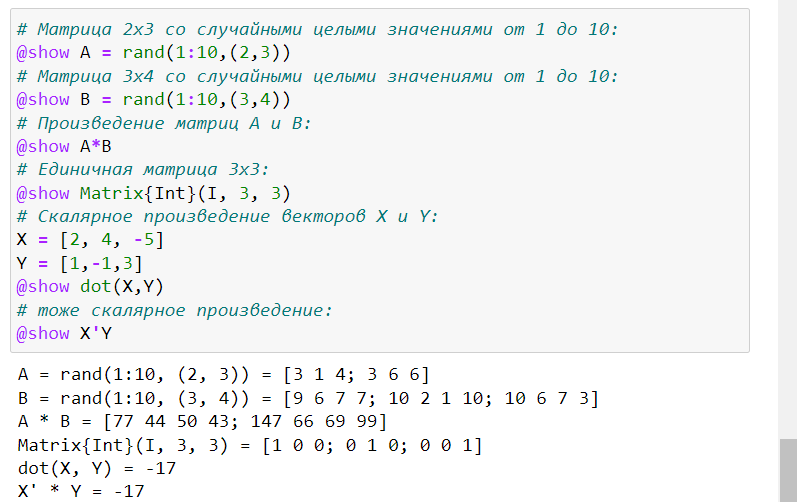 # Матрица 2x3 со случайными целыми значениями от 1 до 10:
@show A = rand(1:10,(2,3))
# Матрица 3x4 со случайными целыми значениями от 1 до 10:
@show B = rand(1:10,(3,4))
# Произведение матриц A и B:
@show A*B
# Единичная матрица 3x3:
@show Matrix{Int}(I, 3, 3)
# Скалярное произведение векторов X и Y:
X = [2, 4, -5]
Y = [1,-1,3]
@show dot(X,Y)
# тоже скалярное произведение:
@show X'Y
A = rand(1:10, (2, 3)) = [3 1 4; 3 6 6]
B = rand(1:10, (3, 4)) = [9 6 7 7; 10 2 1 10; 10 6 7 3]
A * B = [77 44 50 43; 147 66 69 99]
Matrix{Int}(I, 3, 3) = [1 0 0; 0 1 0; 0 0 1]
dot(X, Y) = -17
X' * Y = -17